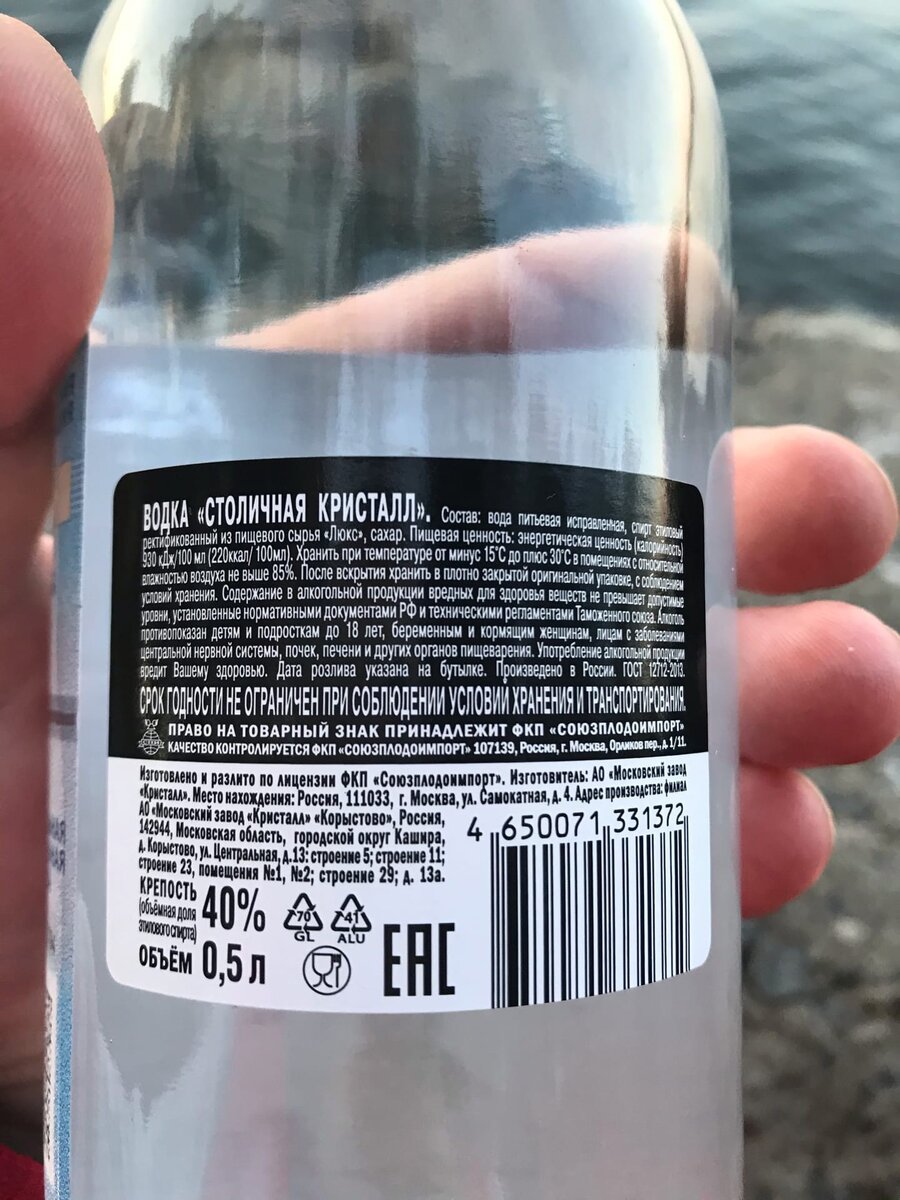 ВОДКА «СТОЛИЧНАЯ КРИСТАЛЛ». Состав: вода питьевая исправленная, спирт этиловый
ректификованный из пищевого сырья «Люкс», сахар. Пищевая ценность: энергетическая ценность (калорийность)
930 кДж/100 мл (220ккал/ 100мл). Хранить при температуре от минус 15°С до плюс 30°С в помещениях с относительной
влажностью воздуха не выше 85%. После вскрытия хранить в плотно закрытой оригинальной упаковке, с соблюдением
условий хранения. Содержание в алкогольной продукции вредных для здоровья веществ не превышает допустимые
уровни, установленные нормативными документами РФ и техническими регламентами Таможенного союза. Алкоголь
противопоказан детям и подросткам до 18 лет, беременным и кормящим женщинам, лицам с заболеваниями
центральной нервной системы, почек, печени и других органов пищеварения. Употребление алкогольной продукции
вредит Вашему здоровью. Дата розлива указана на бутылке. Произведено в России. ГОСТ 12712-2013.
СРОК ГОДНОСТИ НЕ ОГРАНИЧЕН ПРИ СОБЛЮДЕНИИ УСЛОВИЙ ХРАНЕНИЯ И ТРАНСПОРТИРОВАНИЯ.
ПРАВО НА ТОВАРНЫЙ ЗНАК ПРИНАДЛЕЖИТ ФКП «СОЮЗПЛОДОИМПОРТ»
КАЧЕСТВО КОНТРОЛИРУЕТСЯ ФКП «СОЮЗПЛОДОИМПОРТ» 107139, Россия, г. Москва, Орликов пер., д. 1/11.
Изготовлено и разлито по лицензии ФКП «Союзплодоимпорт». Изготовитель: АО «Московский завод
«Кристалл». Место нахождения: Россия, 111033, г. Москва, ул. Самокатная, д. 4. Адрес производства: филиал
АО «Московский завод «Кристалл» «Корыстово», Россия,
142944, Московская область, городской округ Кашира,
д. Корыстово, ул. Центральная, д.13: строение 5; строение 11;
строение 23, помещения №1, №2; строение 29; д. 13а.
4 650071 331372
КРЕПОСТЬ
(объёмная доля
этилового спирта)
40%
70
GL
41
ALU
EAC
ОБЪЁМ 0,5 л